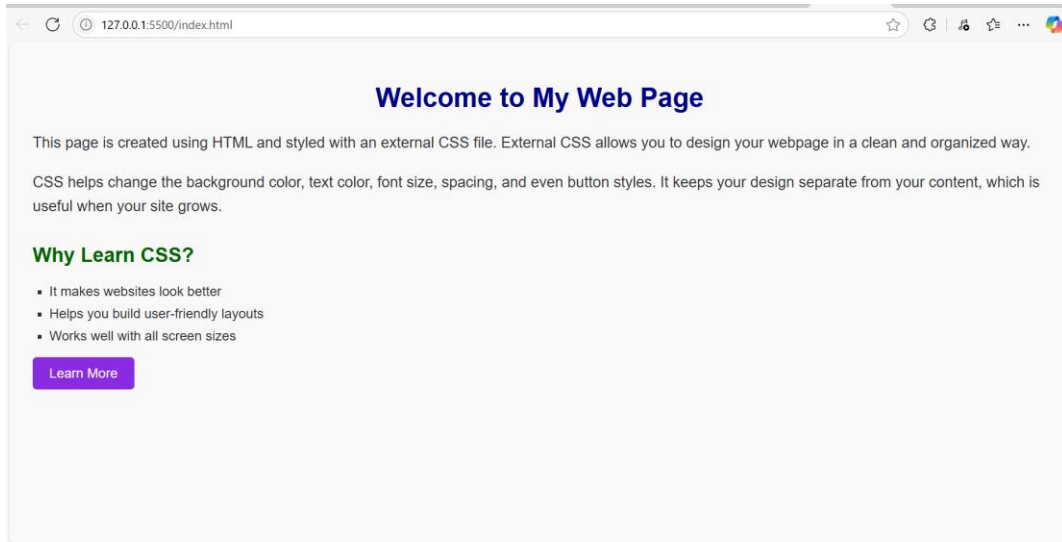 127.0.0.1:5500/index.html
Welcome to My Web Page
This page is created using HTML and styled with an external CSS file. External CSS allows you to design your webpage in a clean and organized way.
CSS helps change the background color, text color, font size, spacing, and even button styles. It keeps your design separate from your content, which is
useful when your site grows.
Why Learn CSS?
It makes websites look better
Helps you build user-friendly layouts
Works well with all screen sizes
Learn More